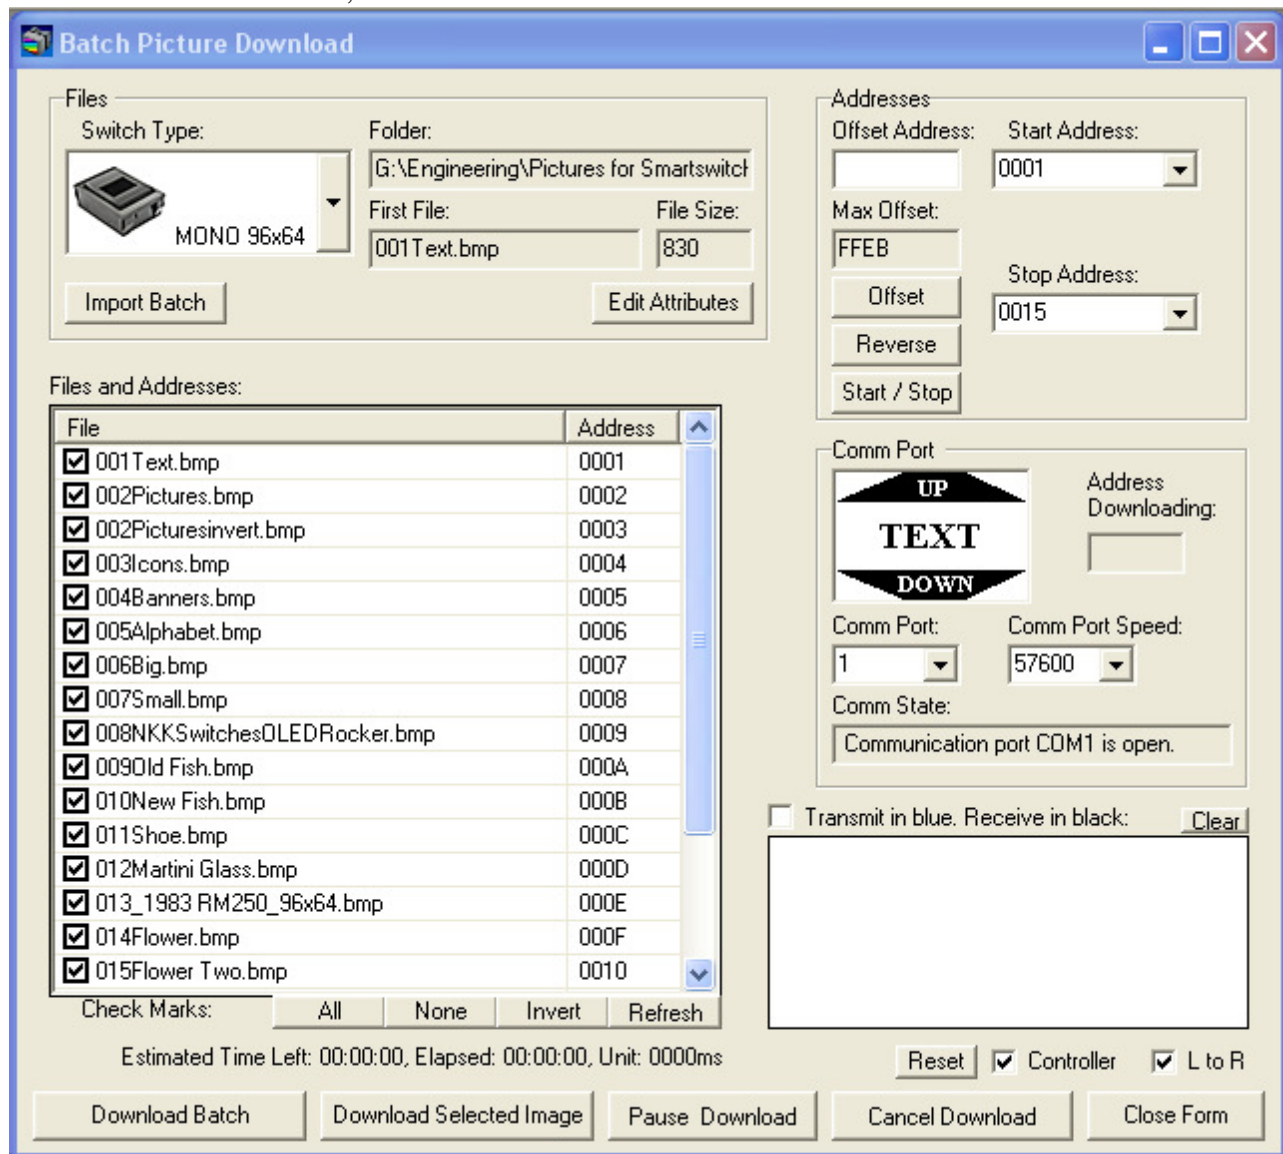 Batch Picture Download
Files
Switch Type:
Folder:
MONO 96x64
G:\Engineering\Pictures for Smartswitch
First File:
File Size:
001Text.bmp
830
Import Batch
Edit Attributes
Addresses
Offset Address:
Start Address:
0001
Max Offset:
FFEB
Stop Address:
0015
Offset
Reverse
Start / Stop
Files and Addresses:
File Address
001Text.bmp 0001
002Pictures.bmp 0002
002Picturesinvert.bmp 0003
003Icons.bmp 0004
004Banners.bmp 0005
005Alphabet.bmp 0006
006Big.bmp 0007
007Small.bmp 0008
008NKKSwitchesOLEDRocker.bmp 0009
009Old Fish.bmp 000A
010New Fish.bmp 000B
011Shoe.bmp 000C
012Martini Glass.bmp 000D
013_1983 RM250_96x64.bmp 000E
014Flower.bmp 000F
015Flower Two.bmp 0010
Check Marks: All None Invert Refresh
Estimated Time Left: 00:00:00, Elapsed: 00:00:00, Unit: 0000ms
Comm Port
UP
TEXT
DOWN
Address
Downloading:
Comm Port:
Comm Port Speed:
1
57600
Comm State:
Communication port COM1 is open.
Transmit in blue. Receive in black:
Clear
Reset Controller L to R
Download Batch Download Selected Image Pause Download Cancel Download Close Form